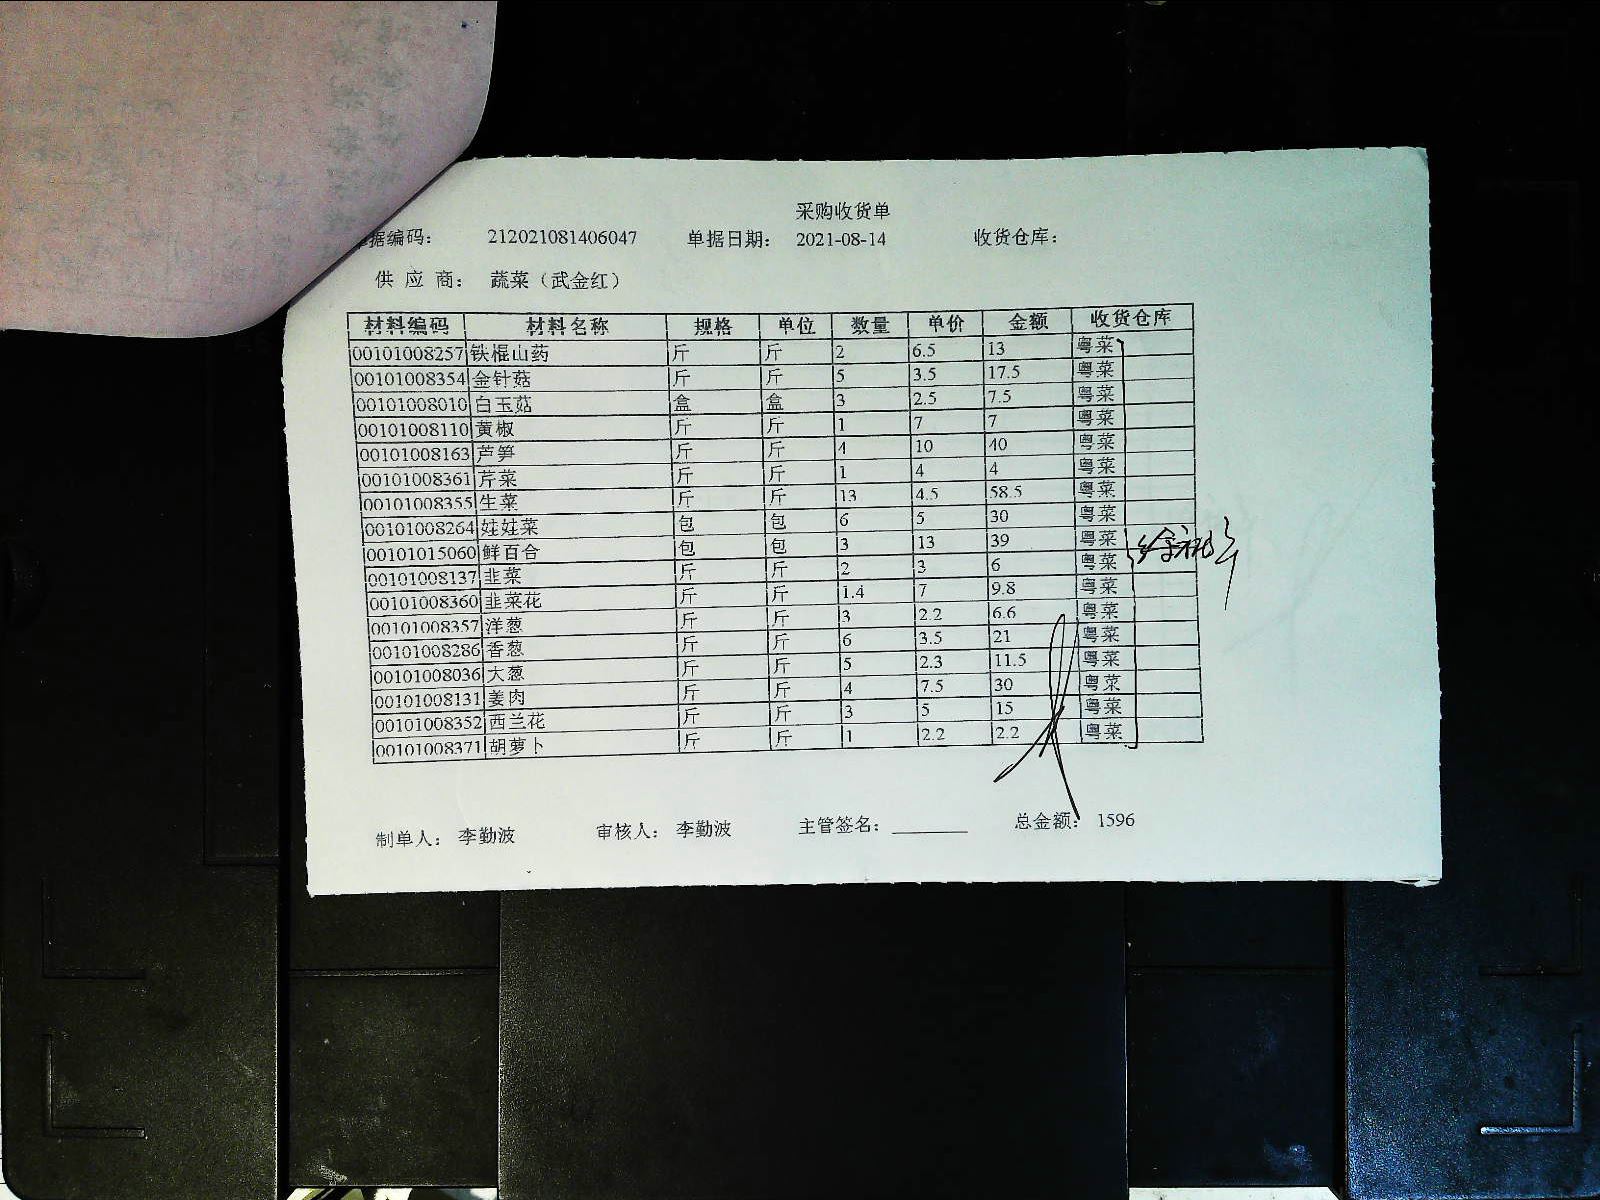 采购收货单
据编码： 212021081406047 单据日期： 2021-08-14 收货仓库：
供 应 商： 蔬菜（武金红）
材料编码 材料名称 规格 单位 数量 单价 金额 收货仓库
00101008257 铁棍山药 斤 斤 2 6.5 13 粤菜
00101008354 金针菇 斤 斤 5 3.5 17.5 粤菜
00101008010 白玉菇 盒 盒 3 2.5 7.5 粤菜
00101008110 黄椒 斤 斤 1 7 7 粤菜
00101008163 芦笋 斤 斤 4 10 40 粤菜
00101008361 芹菜 斤 斤 1 4 4 粤菜
00101008355 生菜 斤 斤 13 4.5 58.5 粤菜
00101008264 娃娃菜 包 包 6 5 30 粤菜
00101015060 鲜百合 包 包 3 13 39 粤菜
00101008137 韭菜 斤 斤 2 3 6 粤菜
00101008360 韭菜花 斤 斤 1.4 7 9.8 粤菜
00101008357 洋葱 斤 斤 3 2.2 6.6 粤菜
00101008286 香葱 斤 斤 6 3.5 21 粤菜
00101008036 大葱 斤 斤 5 2.3 11.5 粤菜
00101008131 姜肉 斤 斤 4 7.5 30 粤菜
00101008352 西兰花 斤 斤 3 5 15 粤菜
00101008371 胡萝卜 斤 斤 1 2.2 2.2 粤菜
制单人： 李勤波 审核人： 李勤波 主管签名： 总金额： 1596